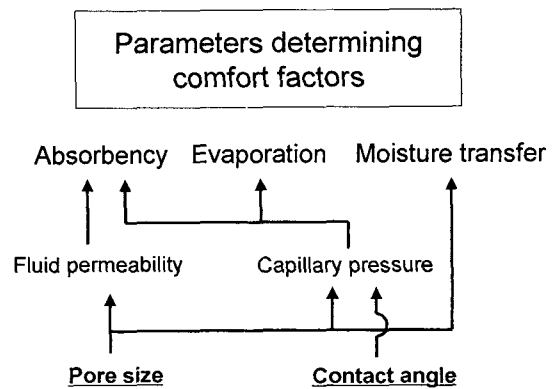 Parameters determining
comfort factors
Absorbency Evaporation Moisture transfer
Fluid permeability Capillary pressure
Pore size Contact angle